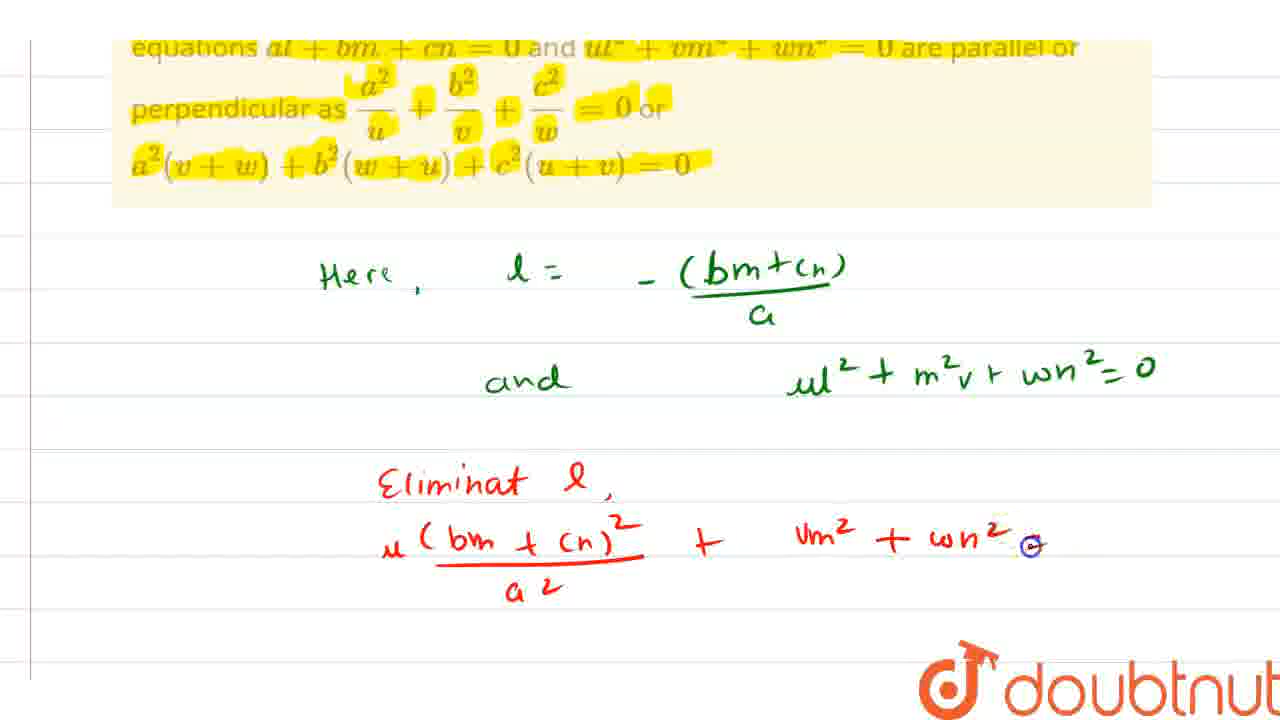 equations al + bm + cn = 0 and ul² + vm² + wn² = 0 are parallel or
perpendicular as a²/u + b²/v + c²/w = 0 or
a²(v + w) + b²(w + u) + c²(u + v) = 0
Here, l = -(bm+cn)/a
and ul² + m²v + wn² = 0
Eliminat l,
u(bm + cn)²/a² + vm² + wn² =
doubtnut